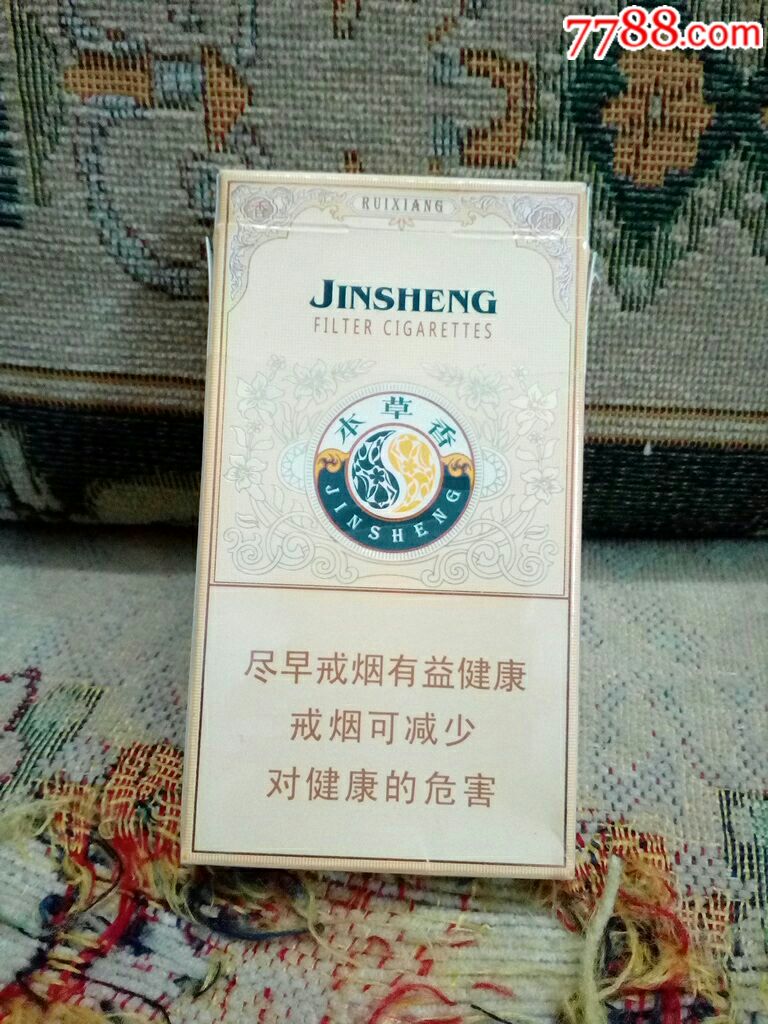 7788.com
RUIXIANG
JINSHENG
FILTER CIGARETTES
本草香
JINSHENG
尽早戒烟有益健康
戒烟可减少
对健康的危害